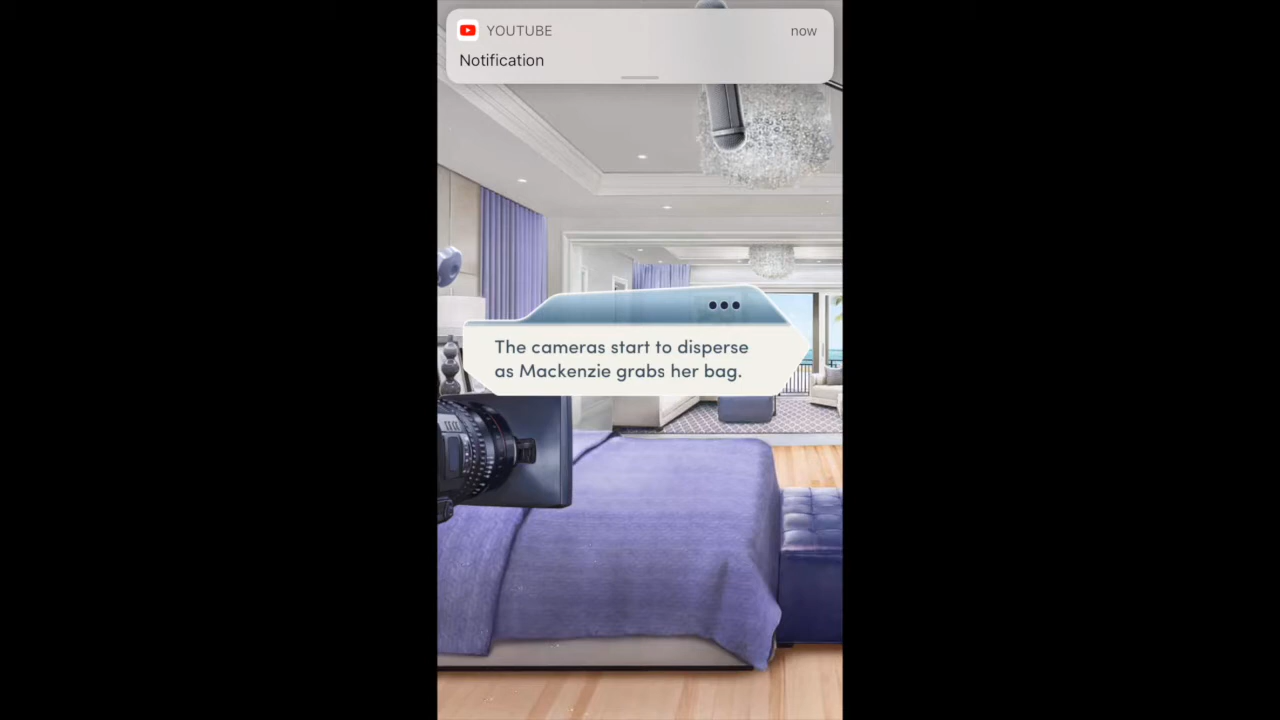 YOUTUBE
now
Notification
The cameras start to disperse
as Mackenzie grabs her bag.